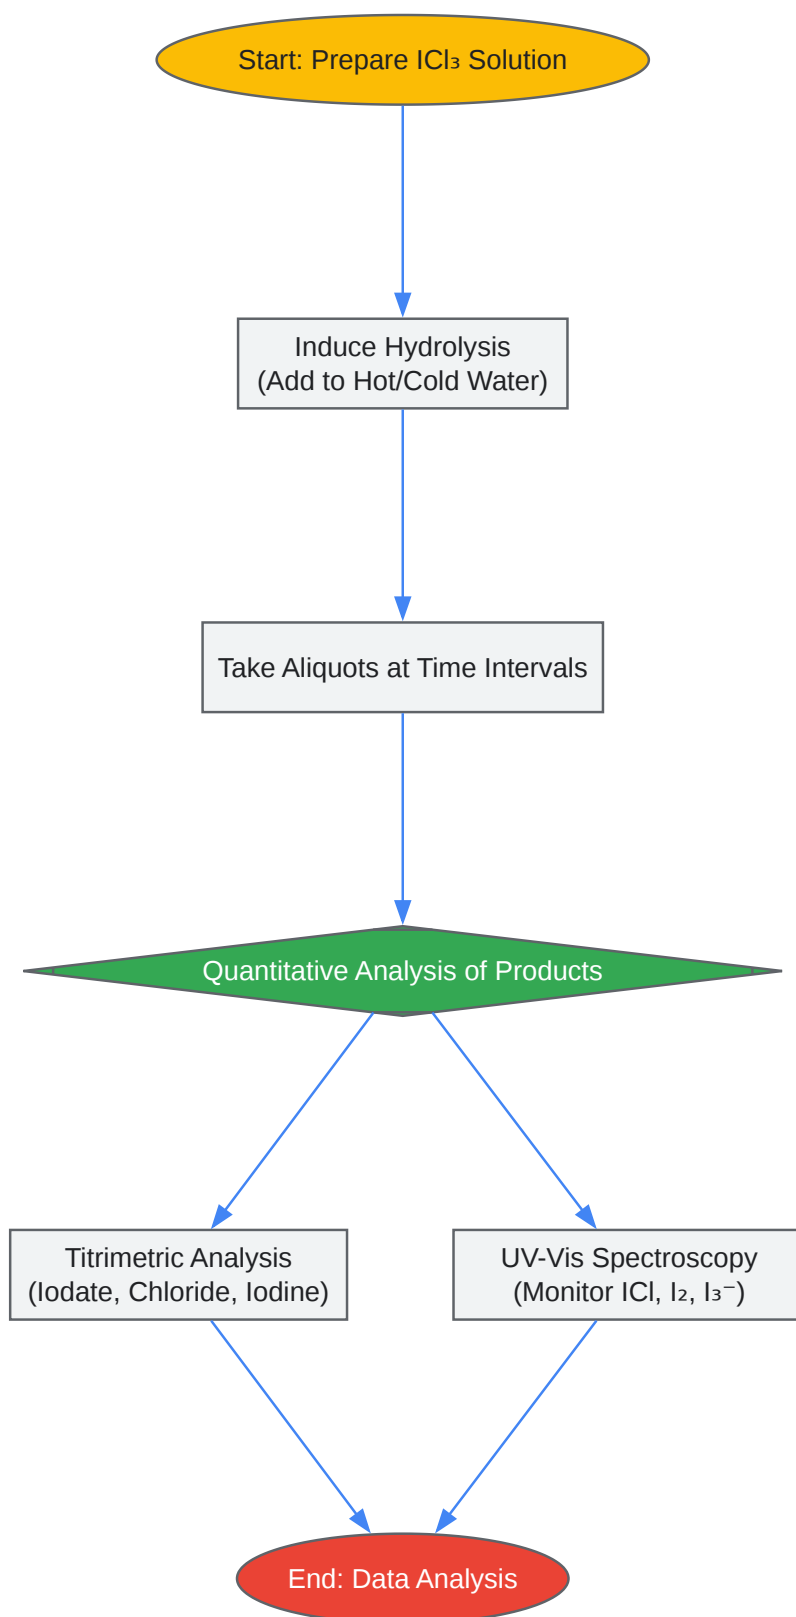 Start: Prepare ICl₃ Solution
Induce Hydrolysis
(Add to Hot/Cold Water)
Take Aliquots at Time Intervals
Quantitative Analysis of Products
Titrimetric Analysis
(Iodate, Chloride, Iodine)
UV-Vis Spectroscopy
(Monitor ICl, I₂, I₃⁻)
End: Data Analysis